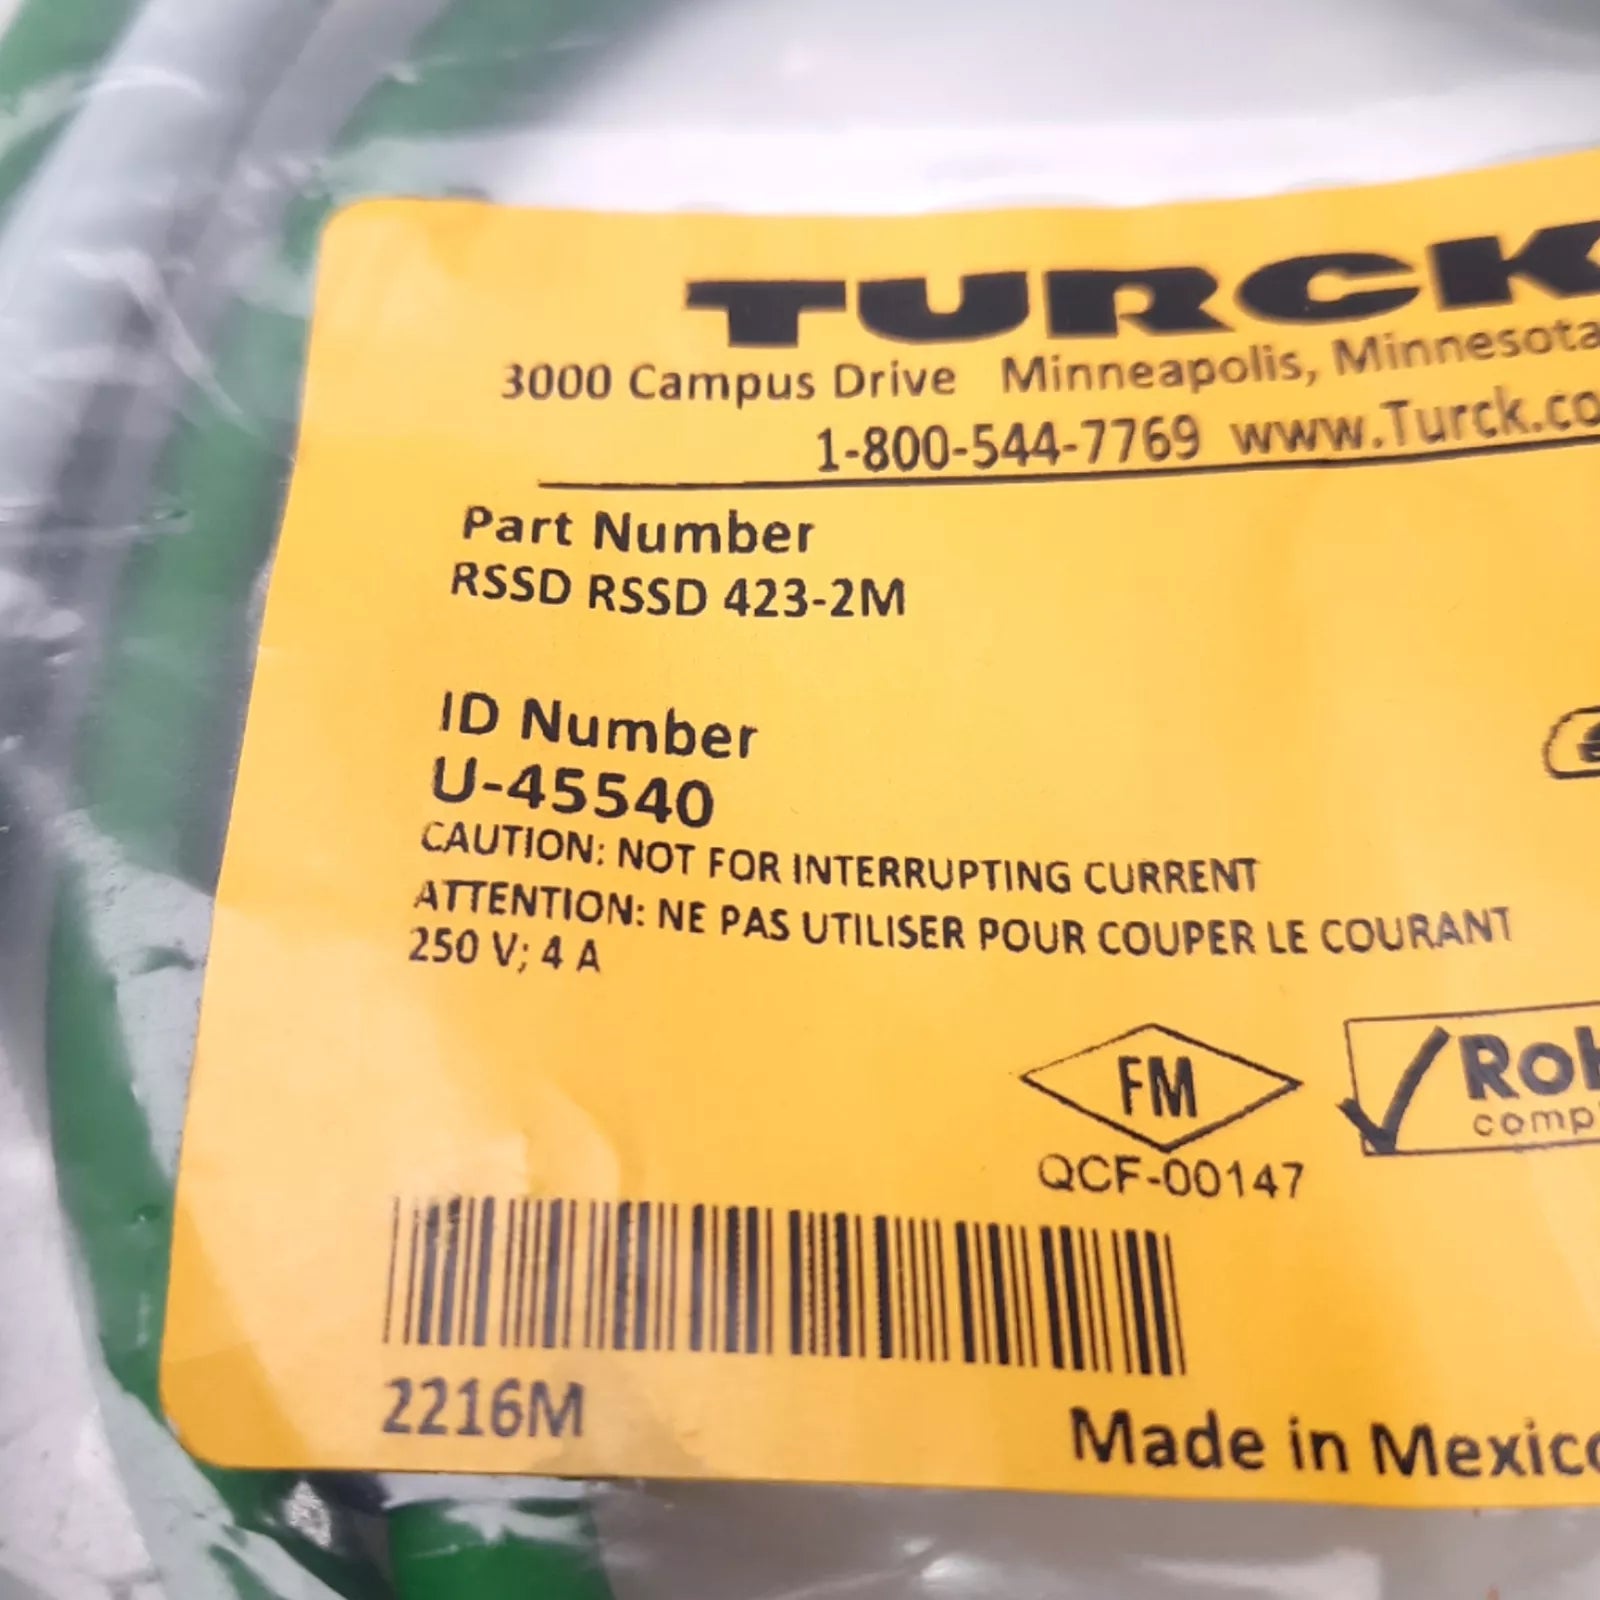 TURCK
3000 Campus Drive Minneapolis, Minnesota
1-800-544-7769 www.Turck.co
Part Number
RSSD RSSD 423-2M
ID Number
U-45540
CAUTION: NOT FOR INTERRUPTING CURRENT
ATTENTION: NE PAS UTILISER POUR COUPER LE COURANT
250 V; 4 A
FM
QCF-00147
RoH
comp
2216M
Made in Mexico